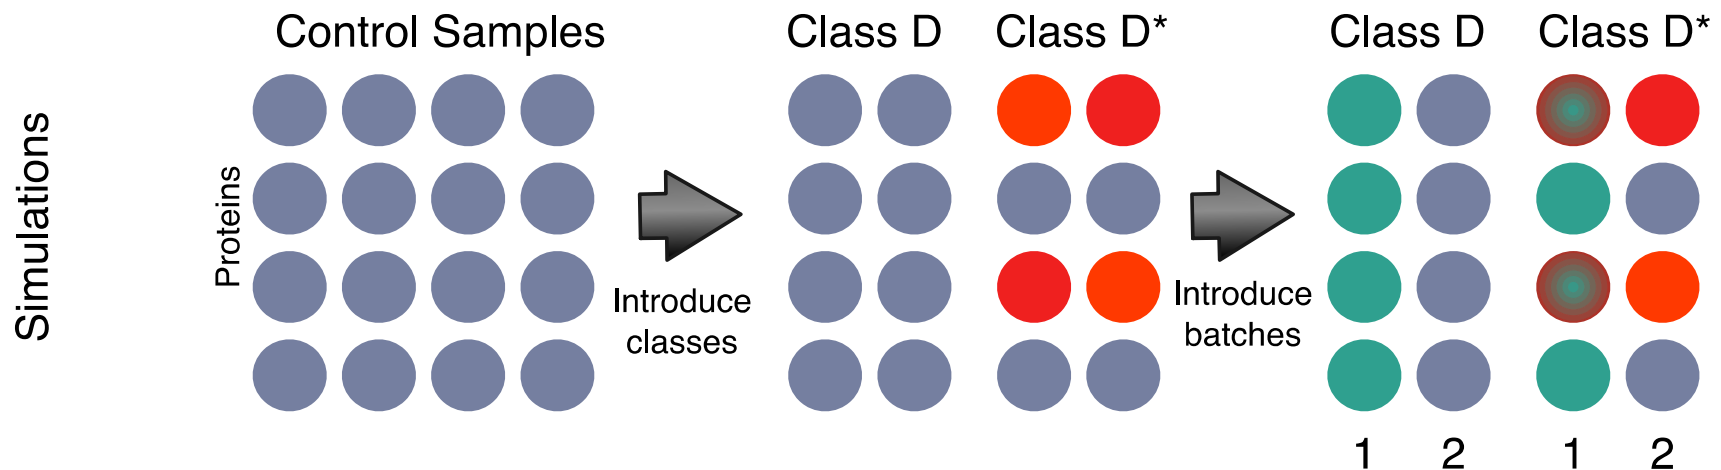 Simulations
Control Samples
Proteins
Introduce
classes
Class D
Class D*
Introduce
batches
Class D
Class D*
1
2
1
2